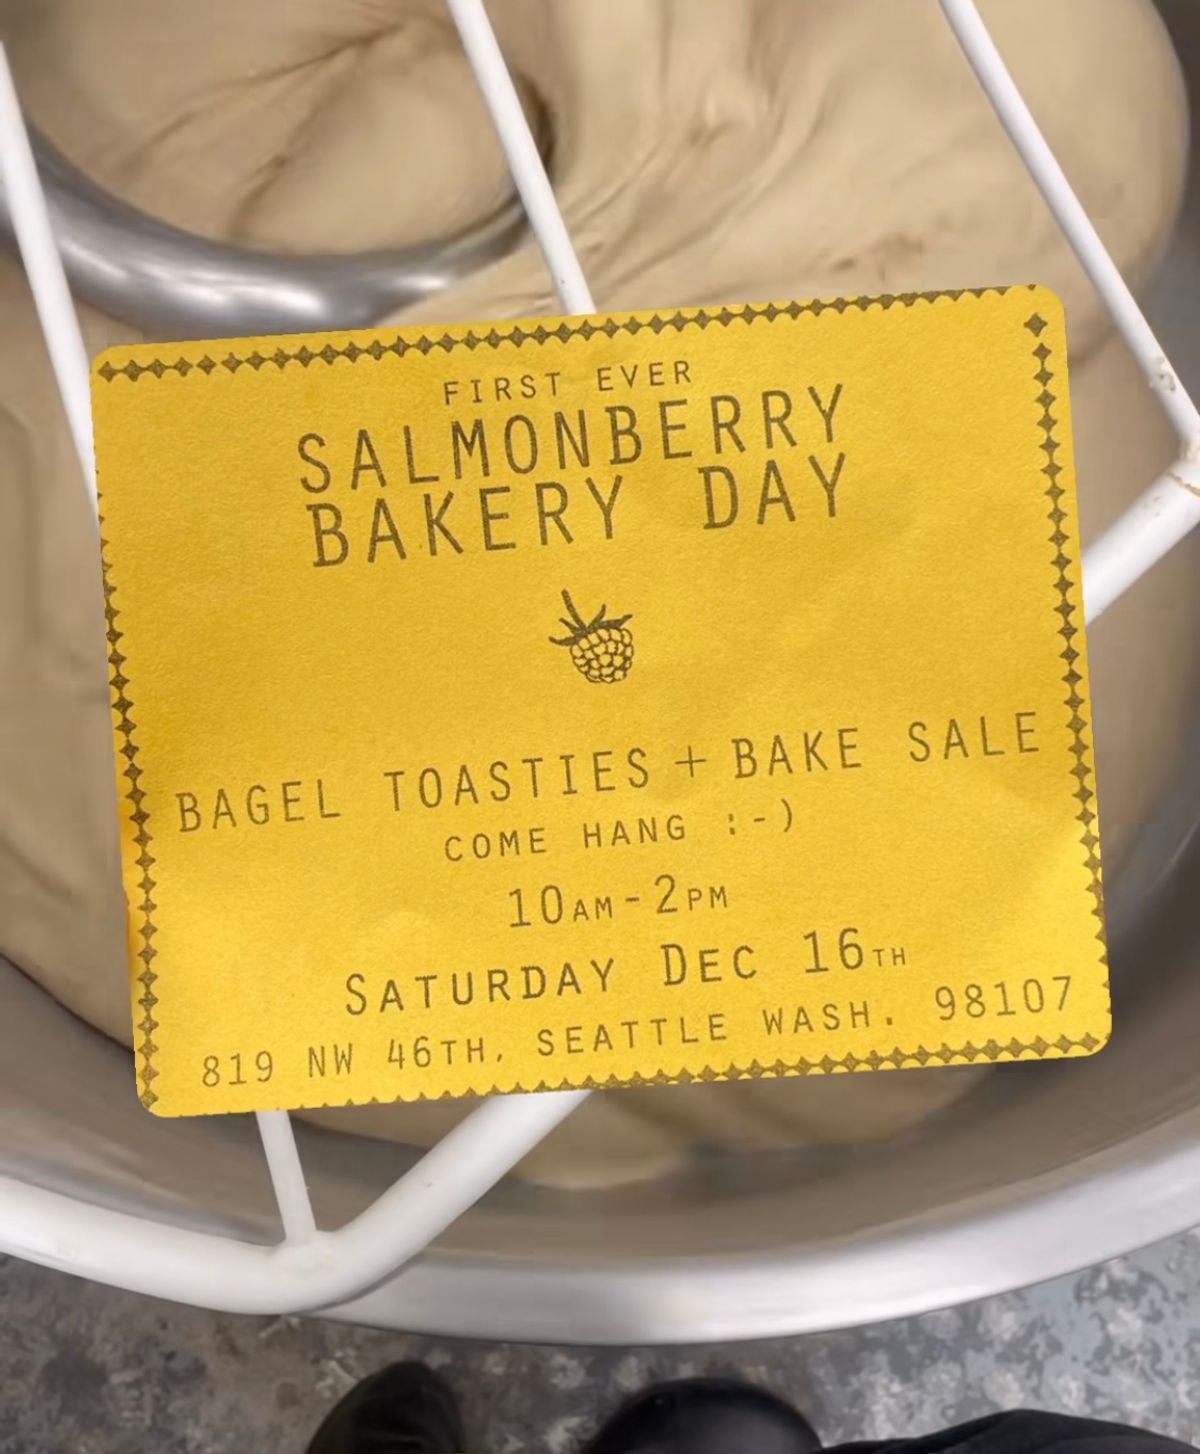 FIRST EVER
SALMONBERRY
BAKERY DAY
BAGEL TOASTIES + BAKE SALE
COME HANG :-)
10AM-2PM
SATURDAY DEC 16TH
819 NW 46TH, SEATTLE WASH. 98107